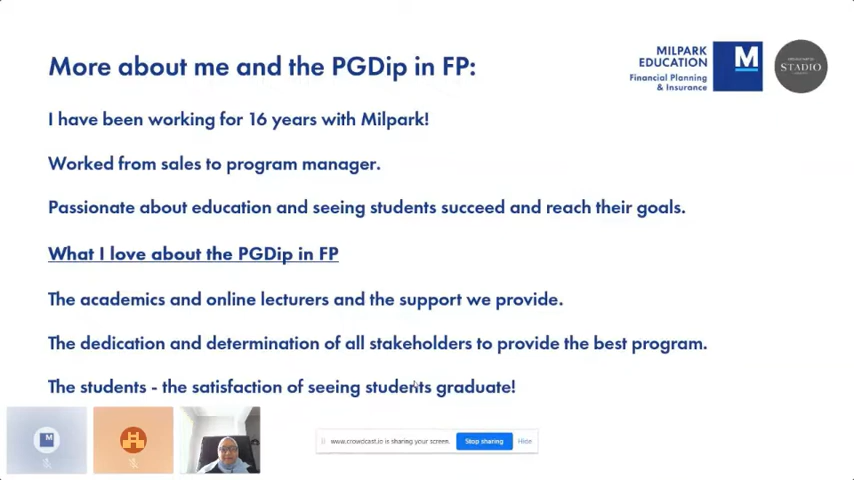 More about me and the PGDip in FP:
MILPARK
EDUCATION
Financial Planning
& Insurance
M
STADIO
I have been working for 16 years with Milpark!
Worked from sales to program manager.
Passionate about education and seeing students succeed and reach their goals.
What I love about the PGDip in FP
The academics and online lecturers and the support we provide.
The dedication and determination of all stakeholders to provide the best program.
The students - the satisfaction of seeing students graduate!
M
www.crowdcast.io is sharing your screen.
Stop sharing
Hide